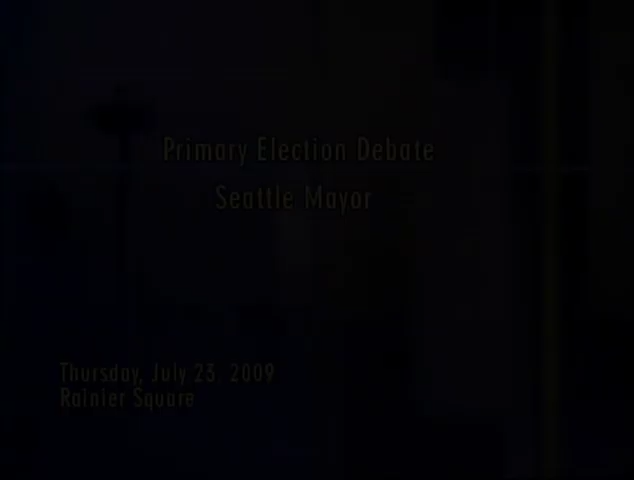 Primary Election Debate
Seattle Mayor
Thursday, July 23, 2009
Rainier Square